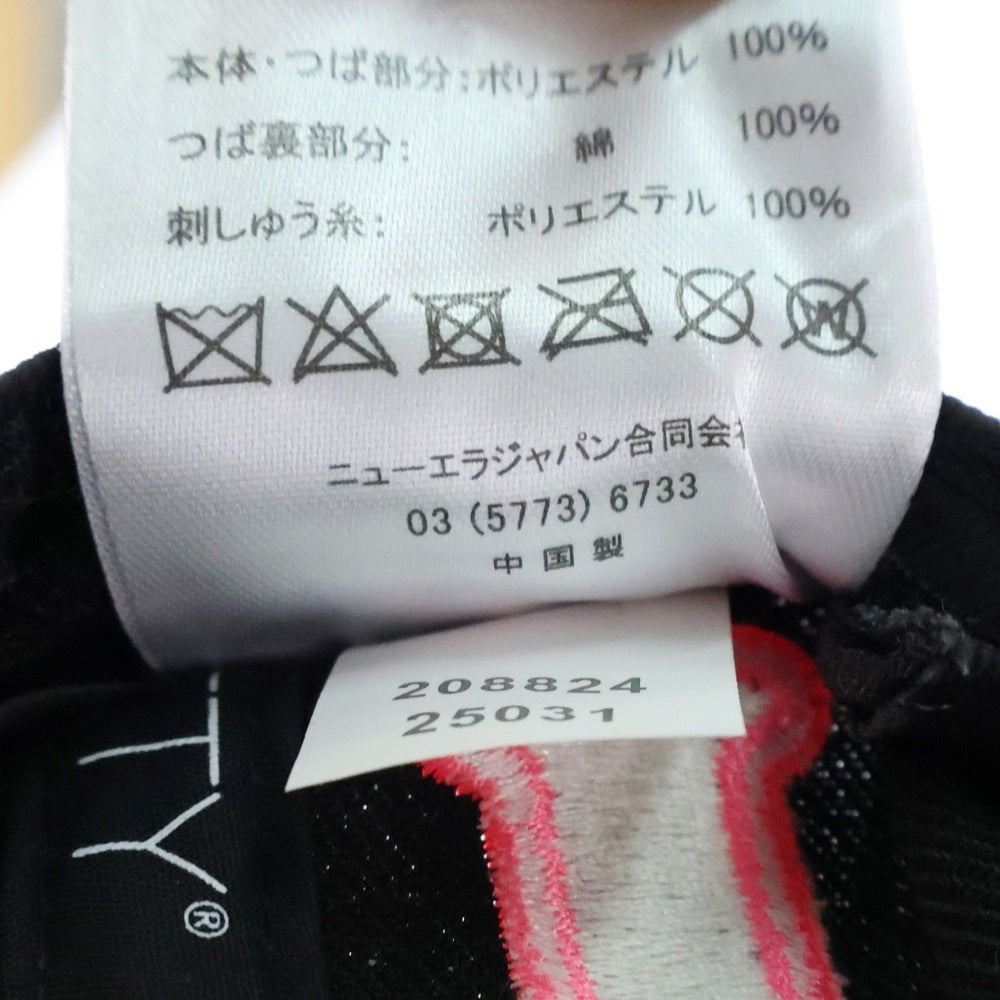 本体・つば部分:ポリエステル 100%
つば裏部分: 綿 100%
刺しゅう糸: ポリエステル 100%
W
ニューエラジャパン合同会
03 (5773) 6733
中国製
208824
25031
TY®